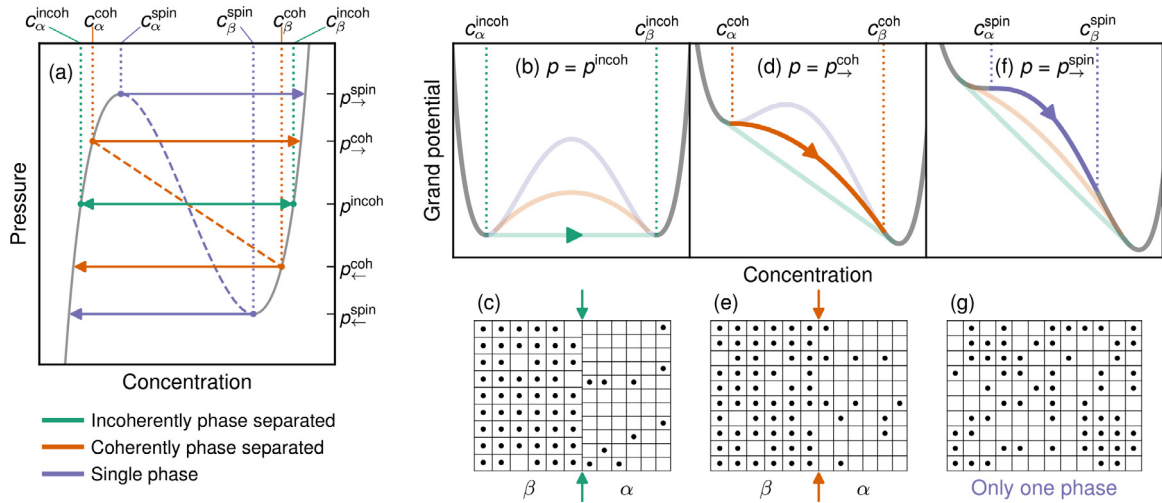 c_α^incoh c_α^coh c_α^spin c_β^spin c_β^coh c_β^incoh
(a)
Pressure
p_→^spin
p_→^coh
p^incoh
p_←^coh
p_←^spin
Concentration
Incoherently phase separated
Coherently phase separated
Single phase
c_α^incoh c_β^incoh c_α^coh c_β^coh c_α^spin c_β^spin
(b) p = p^incoh
(d) p = p_→^coh
(f) p = p_→^spin
Grand potential
Concentration
(c)
(e)
(g)
β α
β α
Only one phase